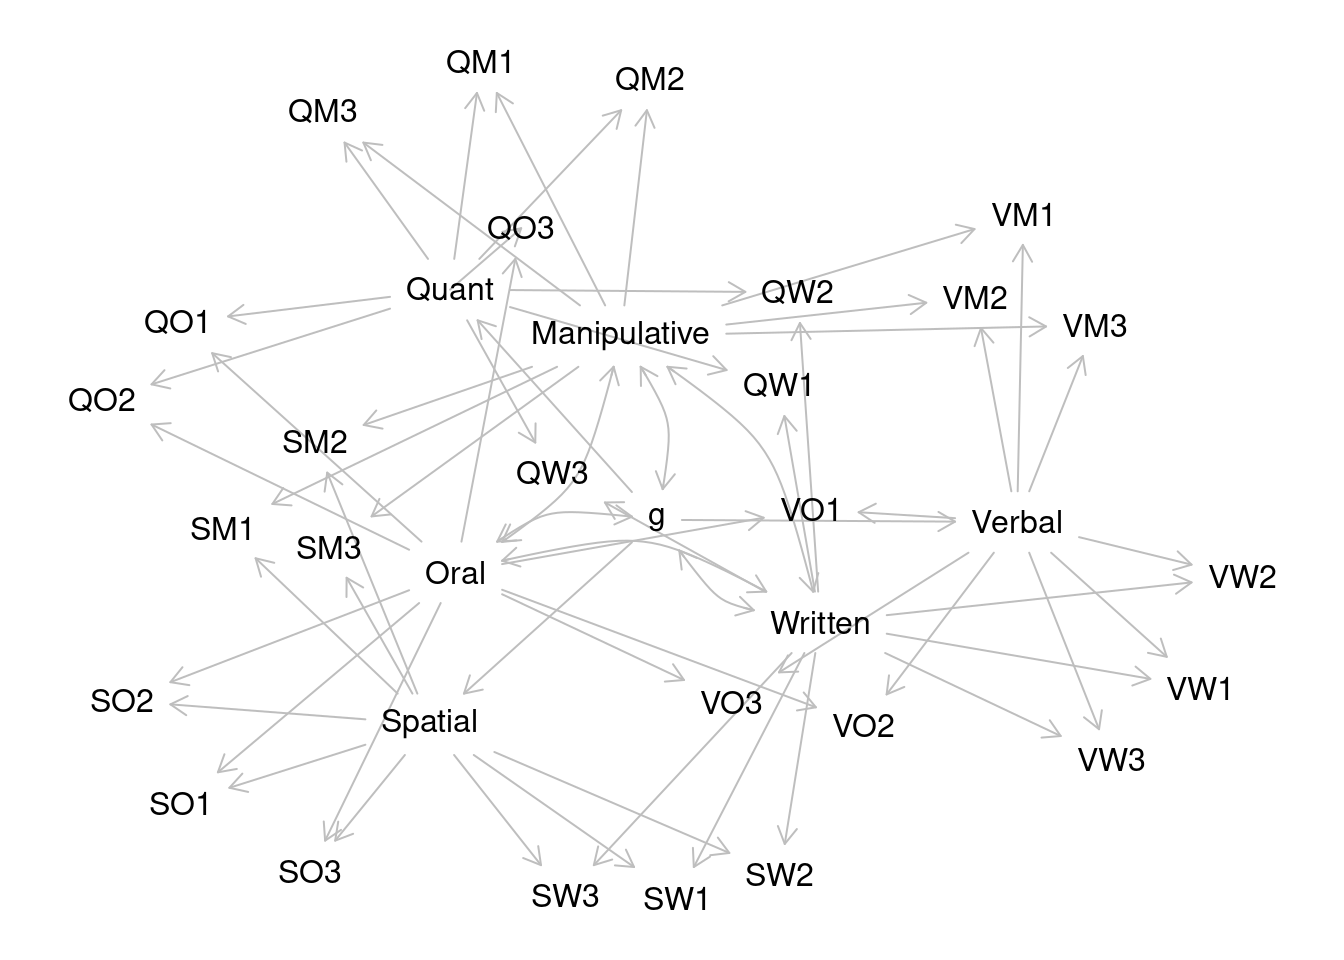 QM1
QM2
QM3
VM1
QO3
Quant
QW2
VM2
QO1
Manipulative
VM3
QW1
QO2
SM2
QW3
VO1
g
Verbal
SM1
SM3
Oral
VW2
Written
VW1
SO2
VO3
Spatial
VO2
VW3
SO1
SO3
SW2
SW3
SW1